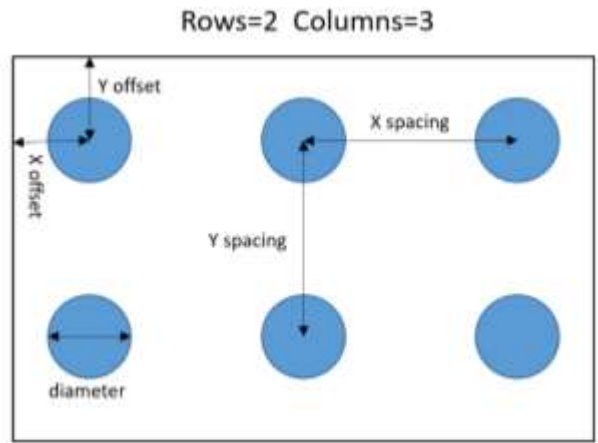 Rows=2 Columns=3
Y offset
X spacing
X offset
Y spacing
diameter